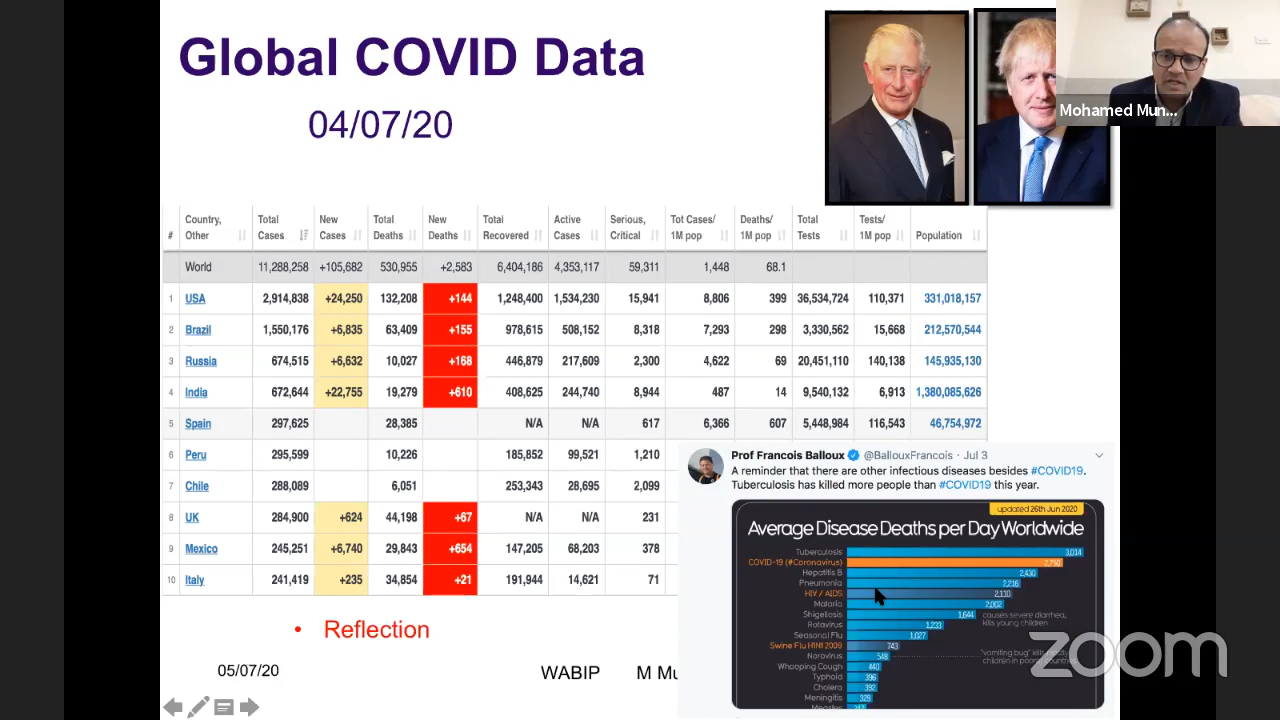 Global COVID Data
04/07/20
Mohamed Mun...
# Country, Other Total Cases New Cases Total Deaths New Deaths Total Recovered Active Cases Serious, Critical Tot Cases/ 1M pop Deaths/ 1M pop Total Tests Tests/ 1M pop Population
World 11,288,258 +105,682 530,955 +2,583 6,404,186 4,353,117 59,311 1,448 68.1
1 USA 2,914,838 +24,250 132,208 +144 1,248,400 1,534,230 15,941 8,806 399 36,534,724 110,371 331,018,157
2 Brazil 1,550,176 +6,835 63,409 +155 978,615 508,152 8,318 7,293 298 3,330,562 15,668 212,570,544
3 Russia 674,515 +6,632 10,027 +168 446,879 217,609 2,300 4,622 69 20,451,110 140,138 145,935,130
4 India 672,644 +22,755 19,279 +610 408,625 244,740 8,944 487 14 9,540,132 6,913 1,380,085,626
5 Spain 297,625 28,385 N/A N/A 617 6,366 607 5,448,984 116,543 46,754,972
6 Peru 295,599 10,226 185,852 99,521 1,210
7 Chile 288,089 6,051 253,343 28,695 2,099
8 UK 284,900 +624 44,198 +67 N/A N/A 231
9 Mexico 245,251 +6,740 29,843 +654 147,205 68,203 378
10 Italy 241,419 +235 34,854 +21 191,944 14,621 71
Prof Francois Balloux @BallouxFrancois · Jul 3
A reminder that there are other infectious diseases besides #COVID19.
Tuberculosis has killed more people than #COVID19 this year.
updated 26th Jun 2020
Average Disease Deaths per Day Worldwide
Tuberculosis 3,014
COVID-19 (#Coronavirus) 2,750
Hepatitis B 2,430
Pneumonia 2,216
HIV / AIDS 2,110
Malaria 2,002
Shigellosis 1,644 causes severe diarrhea,
kills young children
Rotavirus 1,233
Seasonal Flu 1,027
Swine Flu H1N1 2009 743
Norovirus 548 "vomiting bug" kills mostly
children in poorer countries
Whooping Cough 440
Typhoid 396
Cholera 392
Meningitis 329
Measles
• Reflection
05/07/20
WABIP M Mu
zoom